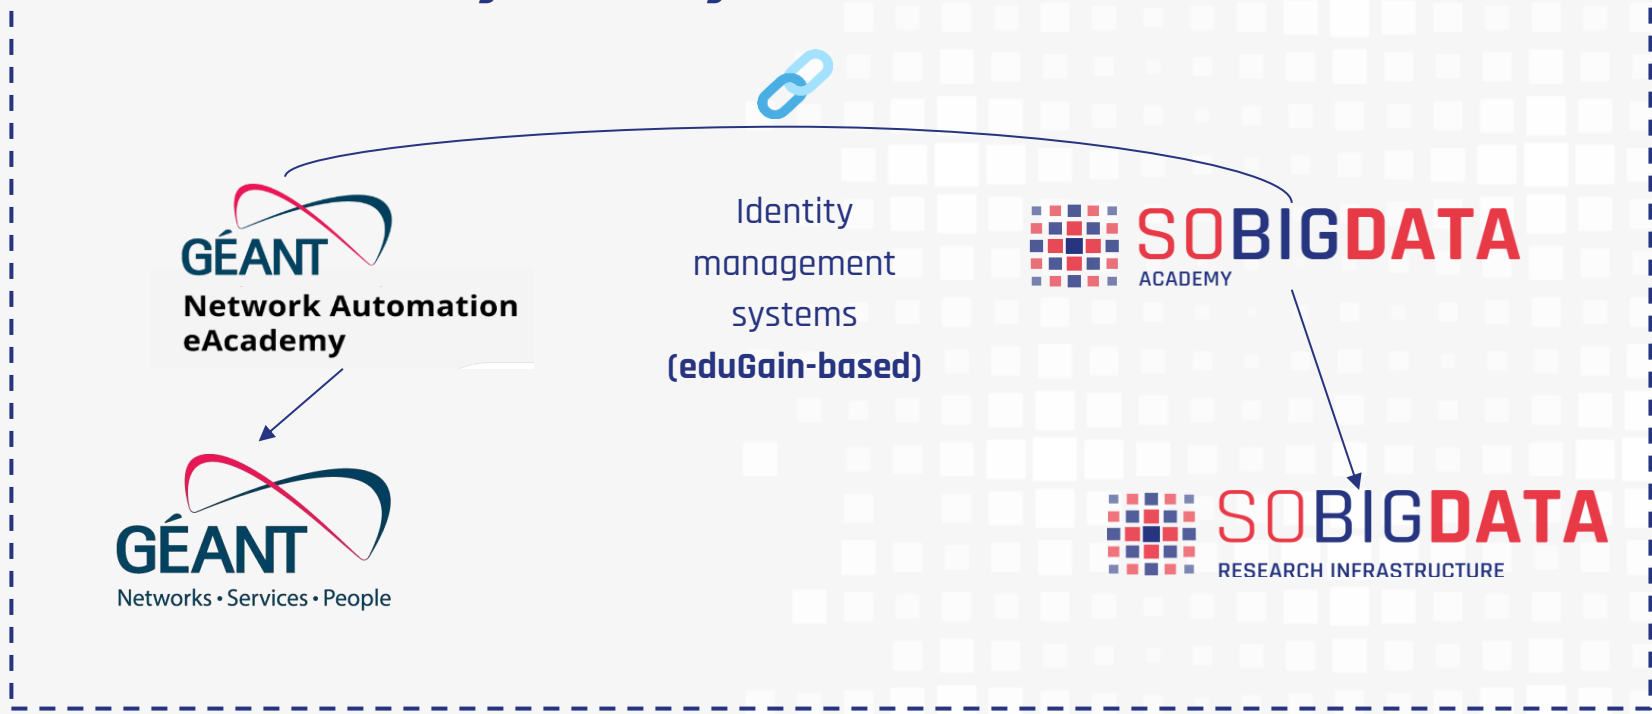 GÉANT
Network Automation
eAcademy
Identity
management
systems
(eduGain-based)
SOBIGDATA
ACADEMY
GÉANT
Networks • Services • People
SOBIGDATA
RESEARCH INFRASTRUCTURE